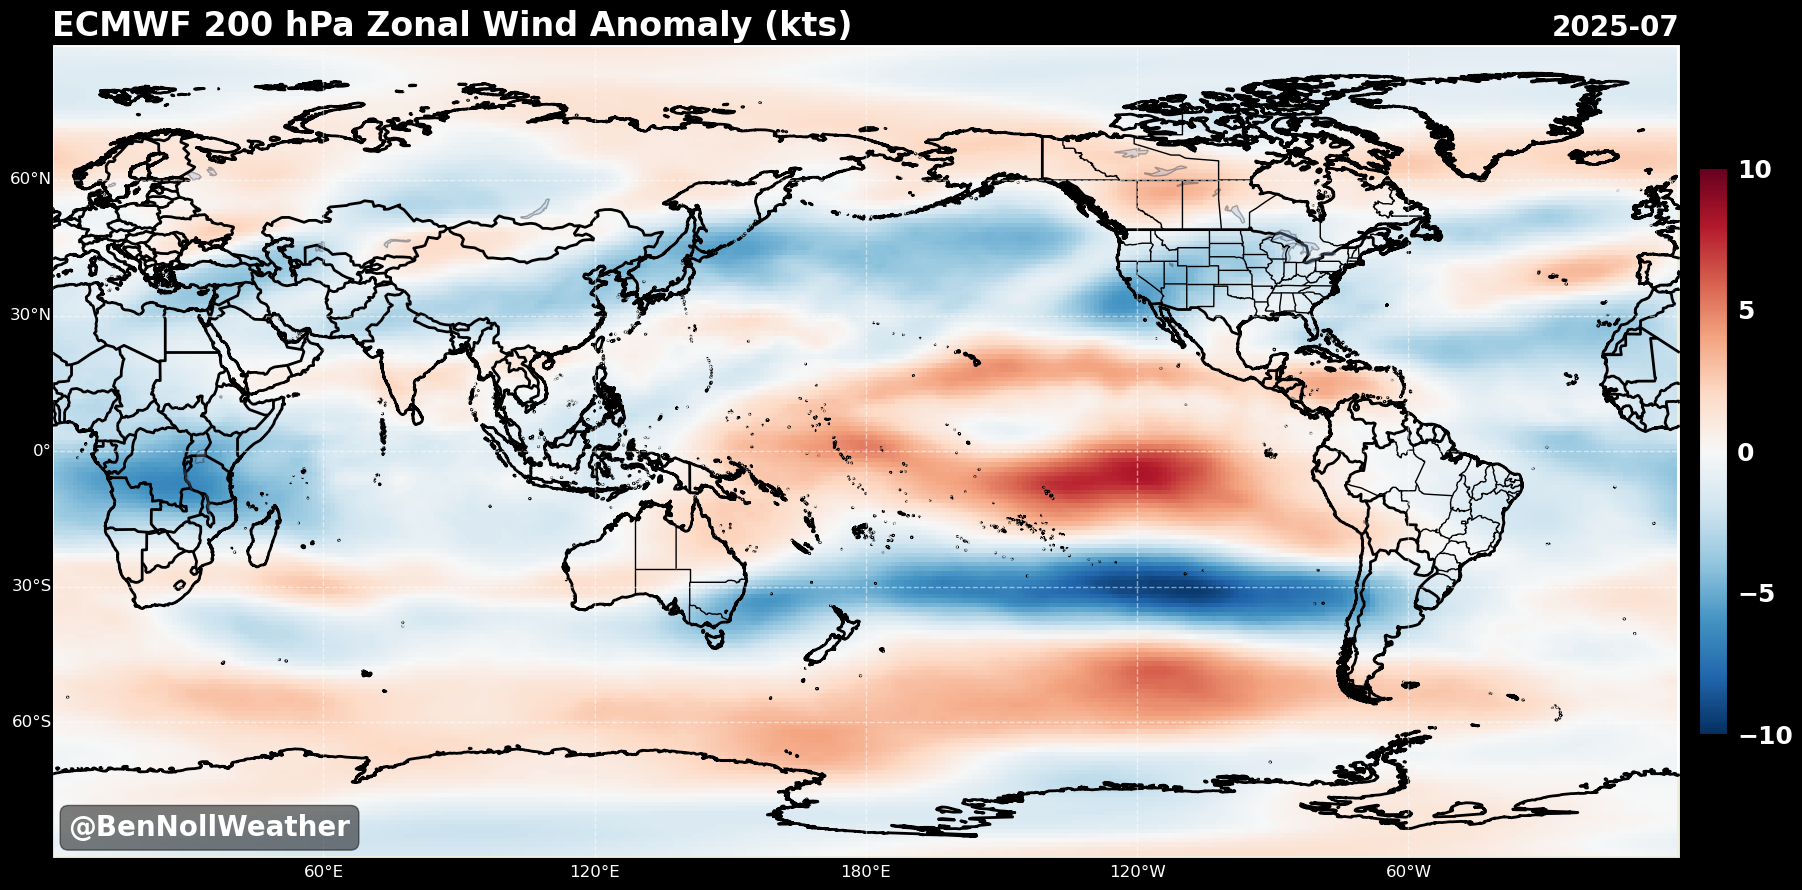 ECMWF 200 hPa Zonal Wind Anomaly (kts)
2025-07
60°N
30°N
0°
30°S
60°S
60°E
120°E
180°E
120°W
60°W
10
5
0
−5
−10
@BenNollWeather